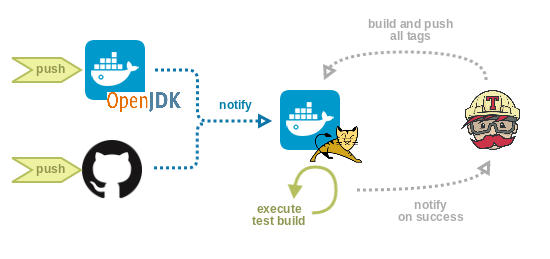 push
OpenJDK
push
notify
build and push
all tags
T
execute
test build
notify
on success